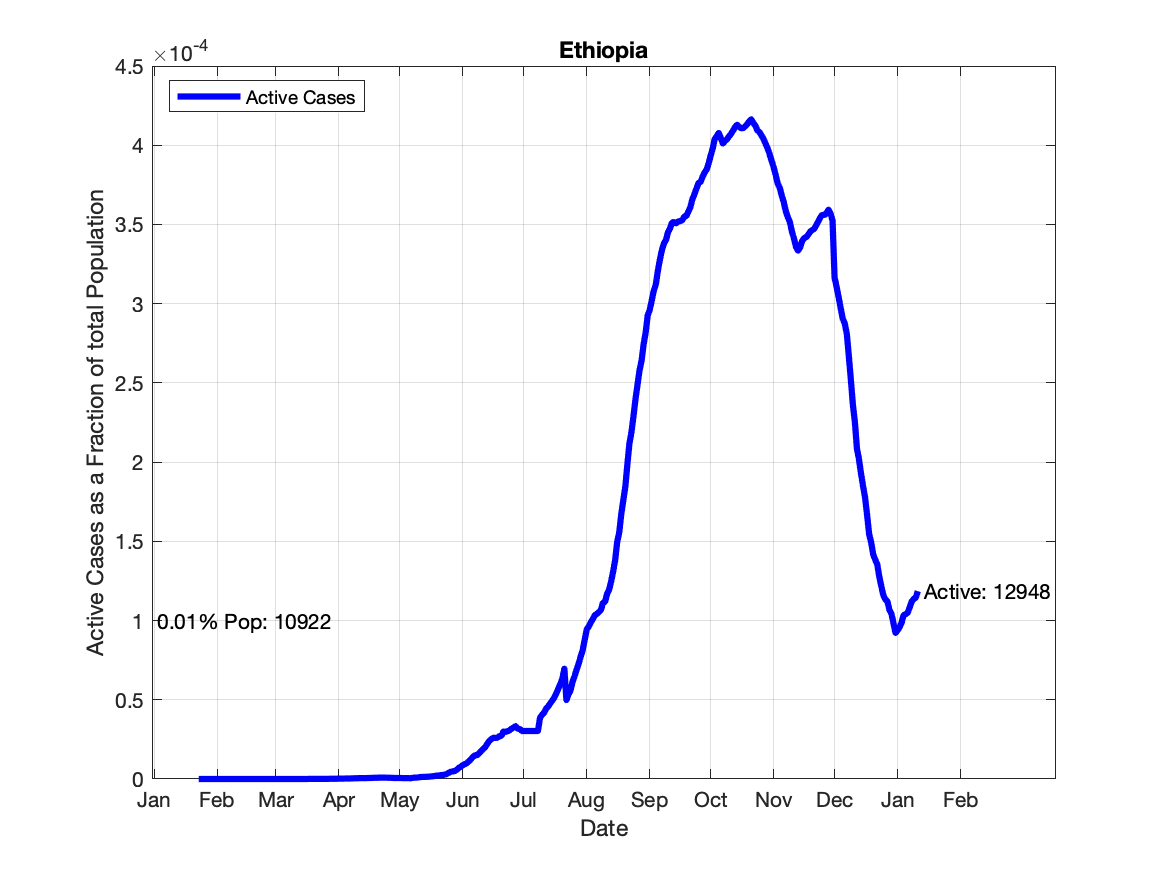 Ethiopia
×10-4
Active Cases
4.5
4
3.5
3
2.5
2
1.5
1
0.5
0
Active Cases as a Fraction of total Population
0.01% Pop: 10922
Active: 12948
Jan Feb Mar Apr May Jun Jul Aug Sep Oct Nov Dec Jan Feb
Date